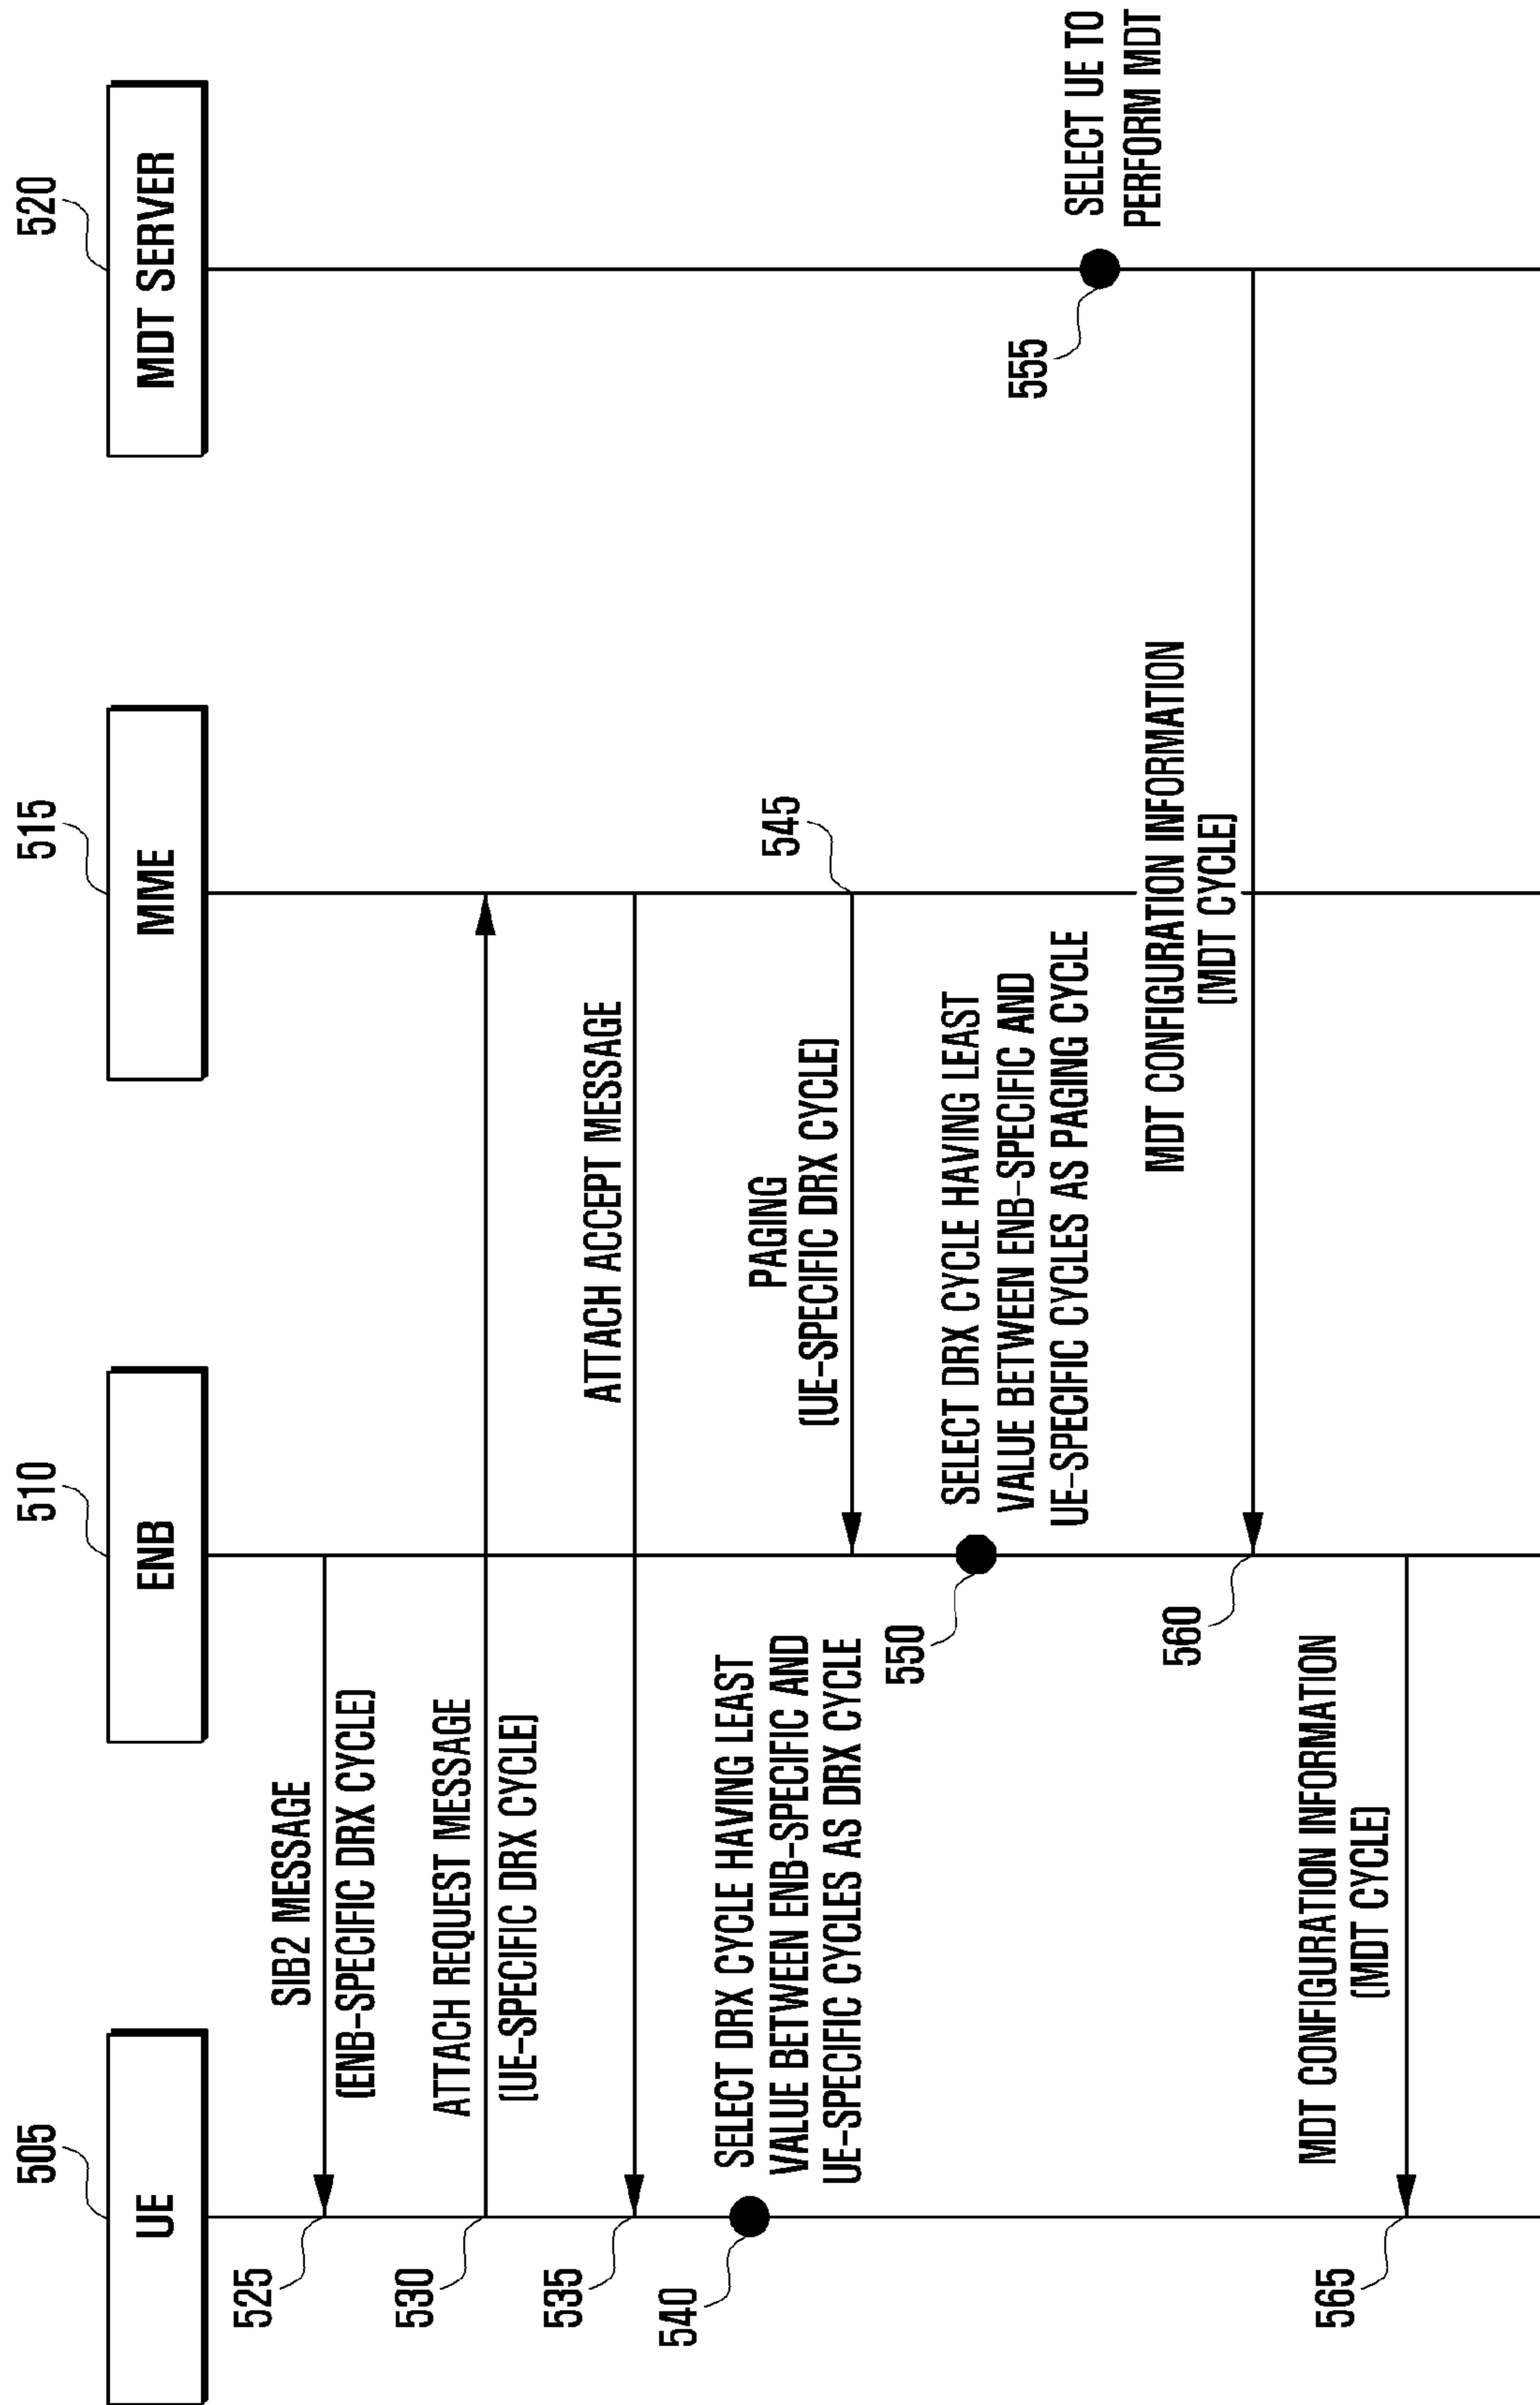 505
UE
510
ENB
515
MME
520
MDT SERVER
525
SIB2 MESSAGE
(ENB-SPECIFIC DRX CYCLE)
530
ATTACH REQUEST MESSAGE
(UE-SPECIFIC DRX CYCLE)
535
ATTACH ACCEPT MESSAGE
540
SELECT DRX CYCLE HAVING LEAST
VALUE BETWEEN ENB-SPECIFIC AND
UE-SPECIFIC CYCLES AS DRX CYCLE
545
PAGING
(UE-SPECIFIC DRX CYCLE)
550
SELECT DRX CYCLE HAVING LEAST
VALUE BETWEEN ENB-SPECIFIC AND
UE-SPECIFIC CYCLES AS PAGING CYCLE
555
SELECT UE TO
PERFORM MDT
560
MDT CONFIGURATION INFORMATION
(MDT CYCLE)
565
MDT CONFIGURATION INFORMATION
(MDT CYCLE)